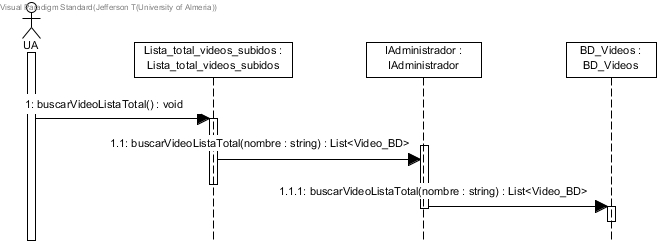 Visual Paradigm Standard(Jefferson T(University of Almeria))
UA
Lista_total_videos_subidos :
Lista_total_videos_subidos
IAdministrador :
IAdministrador
BD_Videos :
BD_Videos
1: buscarVideoListaTotal() : void
1.1: buscarVideoListaTotal(nombre : string) : List<Video_BD>
1.1.1: buscarVideoListaTotal(nombre : string) : List<Video_BD>